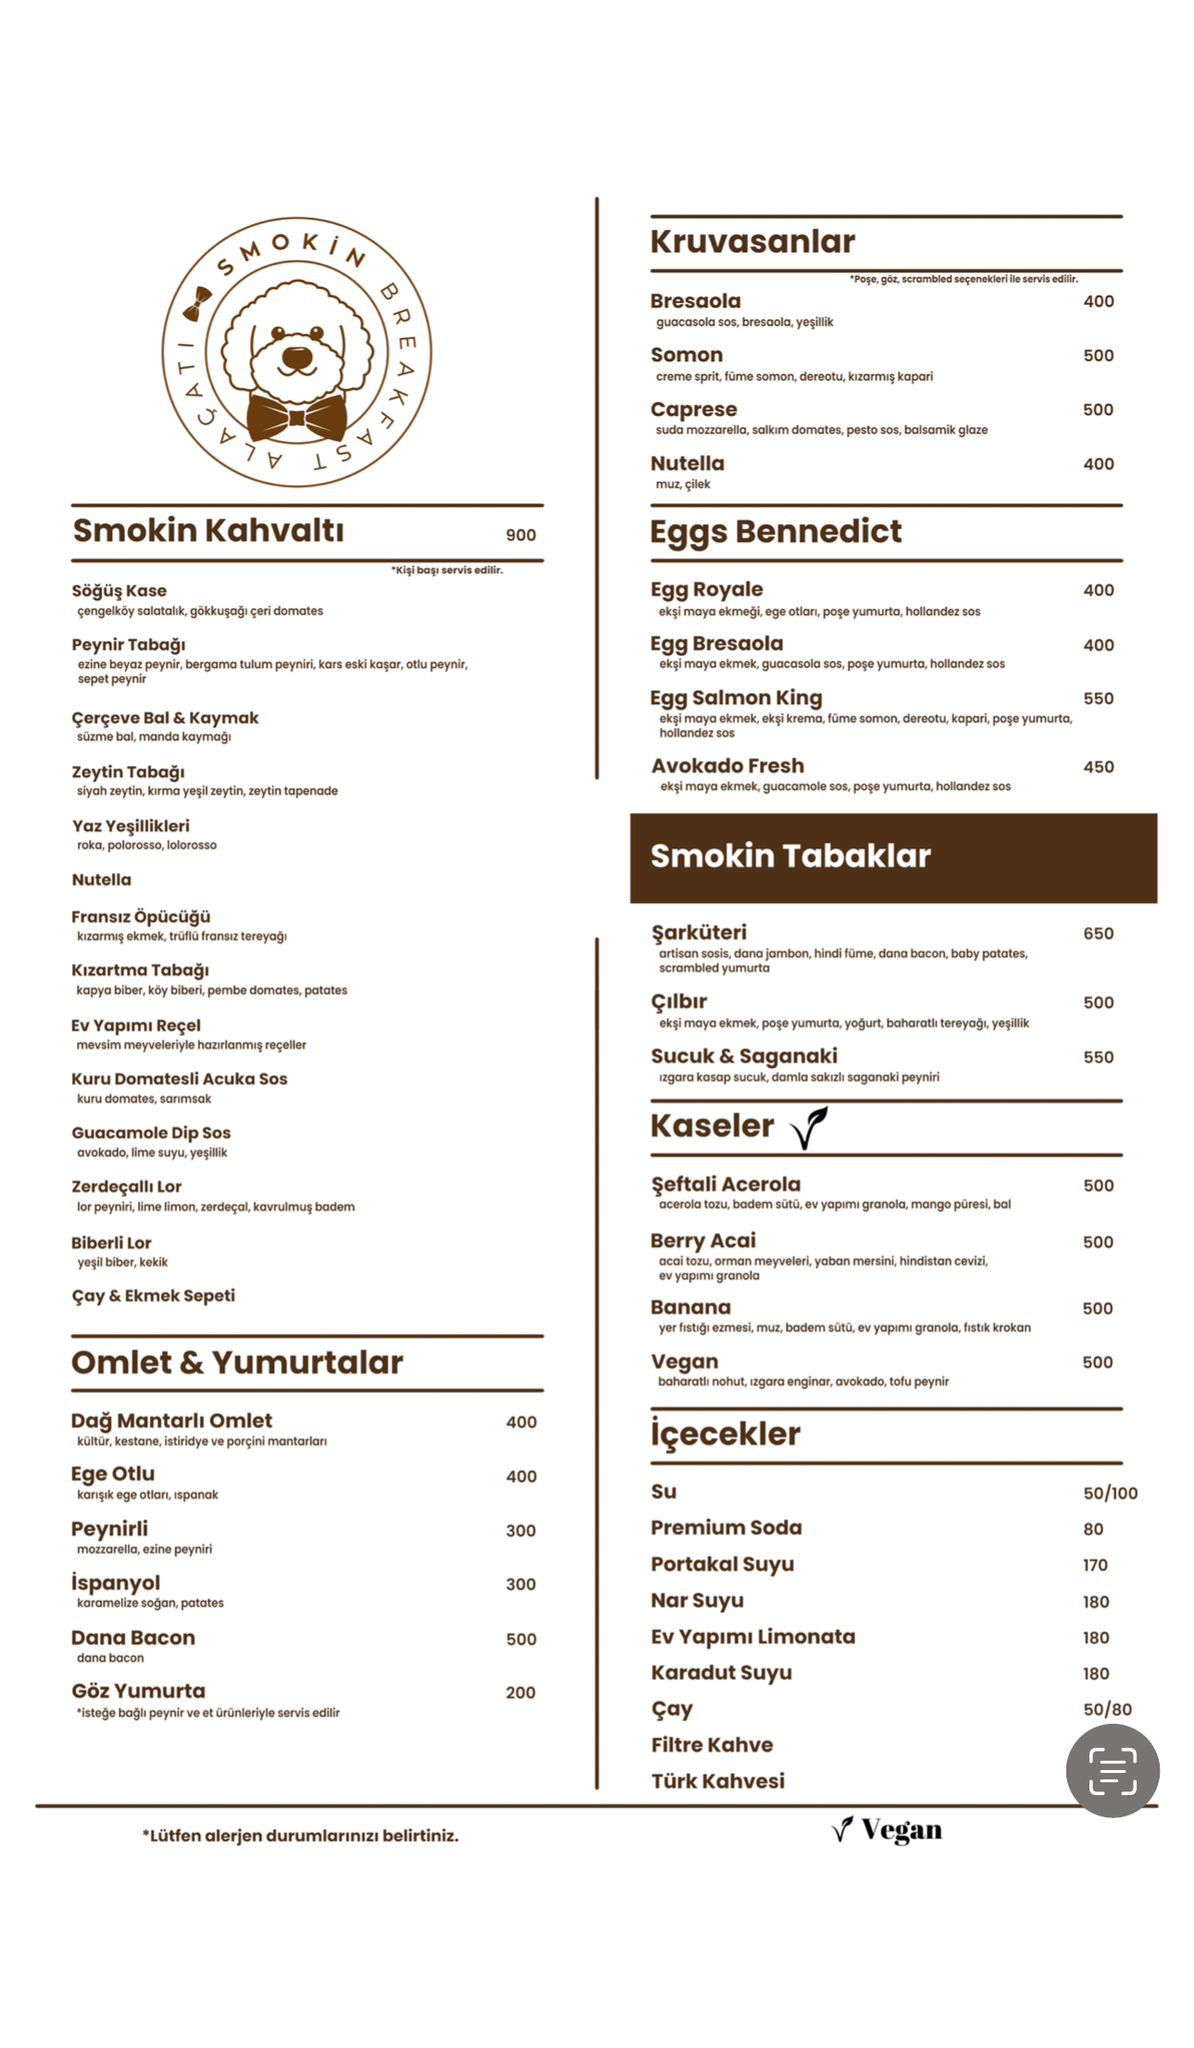 SMOKİN BREAKFAST ALAÇATI
Smokin Kahvaltı 900
*Kişi başı servis edilir.
Söğüş Kase
çengelköy salatalık, gökkuşağı çeri domates
Peynir Tabağı
ezine beyaz peynir, bergama tulum peyniri, kars eski kaşar, otlu peynir,
sepet peynir
Çerçeve Bal & Kaymak
süzme bal, manda kaymağı
Zeytin Tabağı
siyah zeytin, kırma yeşil zeytin, zeytin tapenade
Yaz Yeşillikleri
roka, polorosso, lolorosso
Nutella
Fransız Öpücüğü
kızarmış ekmek, trüflü fransız tereyağı
Kızartma Tabağı
kapya biber, köy biberi, pembe domates, patates
Ev Yapımı Reçel
mevsim meyveleriyle hazırlanmış reçeller
Kuru Domatesli Acuka Sos
kuru domates, sarımsak
Guacamole Dip Sos
avokado, lime suyu, yeşillik
Zerdeçallı Lor
lor peyniri, lime limon, zerdeçal, kavrulmuş badem
Biberli Lor
yeşil biber, kekik
Çay & Ekmek Sepeti
Omlet & Yumurtalar
Dağ Mantarlı Omlet 400
kültür, kestane, istiridye ve porçini mantarları
Ege Otlu 400
karışık ege otları, ıspanak
Peynirli 300
mozzarella, ezine peyniri
İspanyol 300
karamelize soğan, patates
Dana Bacon 500
dana bacon
Göz Yumurta 200
*isteğe bağlı peynir ve et ürünleriyle servis edilir
Kruvasanlar
*Poşe, göz, scrambled seçenekleri ile servis edilir.
Bresaola 400
guacasola sos, bresaola, yeşillik
Somon 500
creme sprit, füme somon, dereotu, kızarmış kapari
Caprese 500
suda mozzarella, salkım domates, pesto sos, balsamik glaze
Nutella 400
muz, çilek
Eggs Bennedict
Egg Royale 400
ekşi maya ekmeği, ege otları, poşe yumurta, hollandez sos
Egg Bresaola 400
ekşi maya ekmek, guacasola sos, poşe yumurta, hollandez sos
Egg Salmon King 550
ekşi maya ekmek, ekşi krema, füme somon, dereotu, kapari, poşe yumurta,
hollandez sos
Avokado Fresh 450
ekşi maya ekmek, guacamole sos, poşe yumurta, hollandez sos
Smokin Tabaklar
Şarküteri 650
artisan sosis, dana jambon, hindi füme, dana bacon, baby patates,
scrambled yumurta
Çılbır 500
ekşi maya ekmek, poşe yumurta, yoğurt, baharatlı tereyağı, yeşillik
Sucuk & Saganaki 550
ızgara kasap sucuk, damla sakızlı saganaki peyniri
Kaseler
Şeftali Acerola 500
acerola tozu, badem sütü, ev yapımı granola, mango püresi, bal
Berry Acai 500
acai tozu, orman meyveleri, yaban mersini, hindistan cevizi,
ev yapımı granola
Banana 500
yer fıstığı ezmesi, muz, badem sütü, ev yapımı granola, fıstık krokan
Vegan 500
baharatlı nohut, ızgara enginar, avokado, tofu peynir
İçecekler
Su 50/100
Premium Soda 80
Portakal Suyu 170
Nar Suyu 180
Ev Yapımı Limonata 180
Karadut Suyu 180
Çay 50/80
Filtre Kahve
Türk Kahvesi
*Lütfen alerjen durumlarınızı belirtiniz.
Vegan